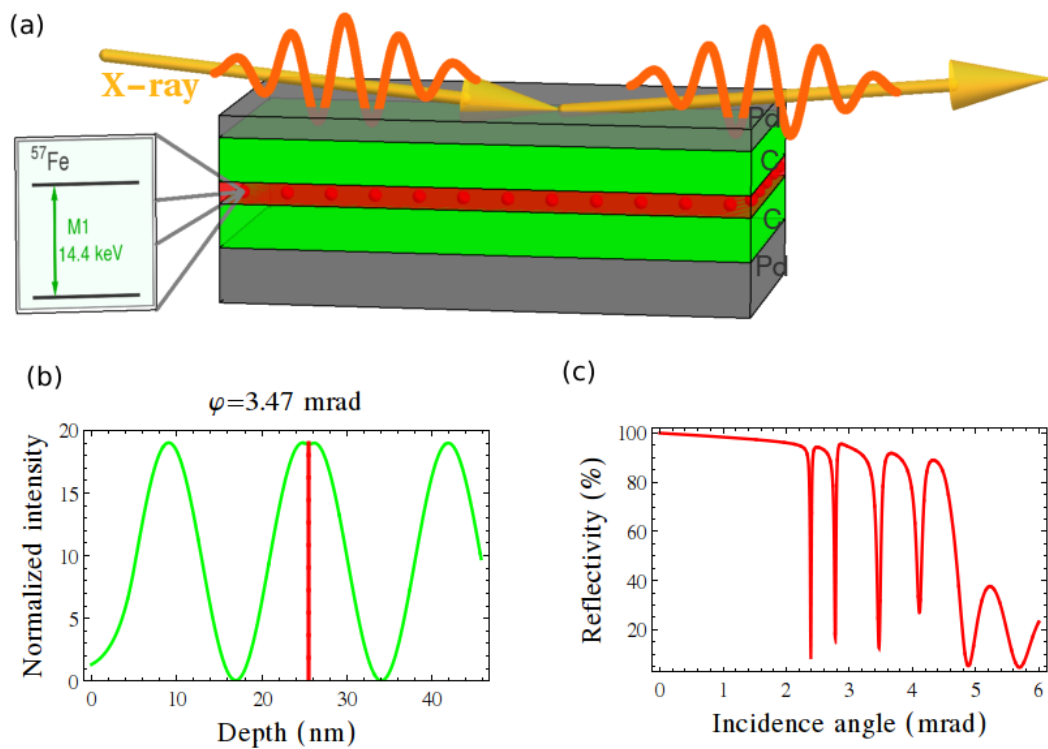 (a)
X-ray
Pd
C
C
Pd
57Fe
M1
14.4 keV
(b)
φ=3.47 mrad
Normalized intensity
20
15
10
5
0
0 10 20 30 40
Depth (nm)
(c)
Reflectivity (%)
100
80
60
40
20
0 1 2 3 4 5 6
Incidence angle (mrad)